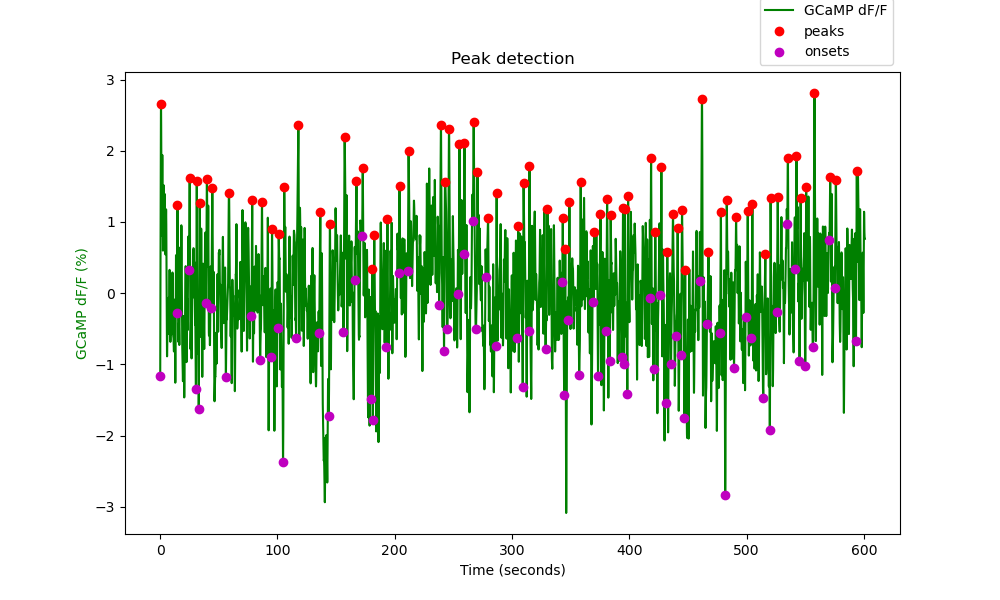 GCaMP dF/F
peaks
onsets
Peak detection
GCaMP dF/F (%)
3
2
1
0
−1
−2
−3
0 100 200 300 400 500 600
Time (seconds)